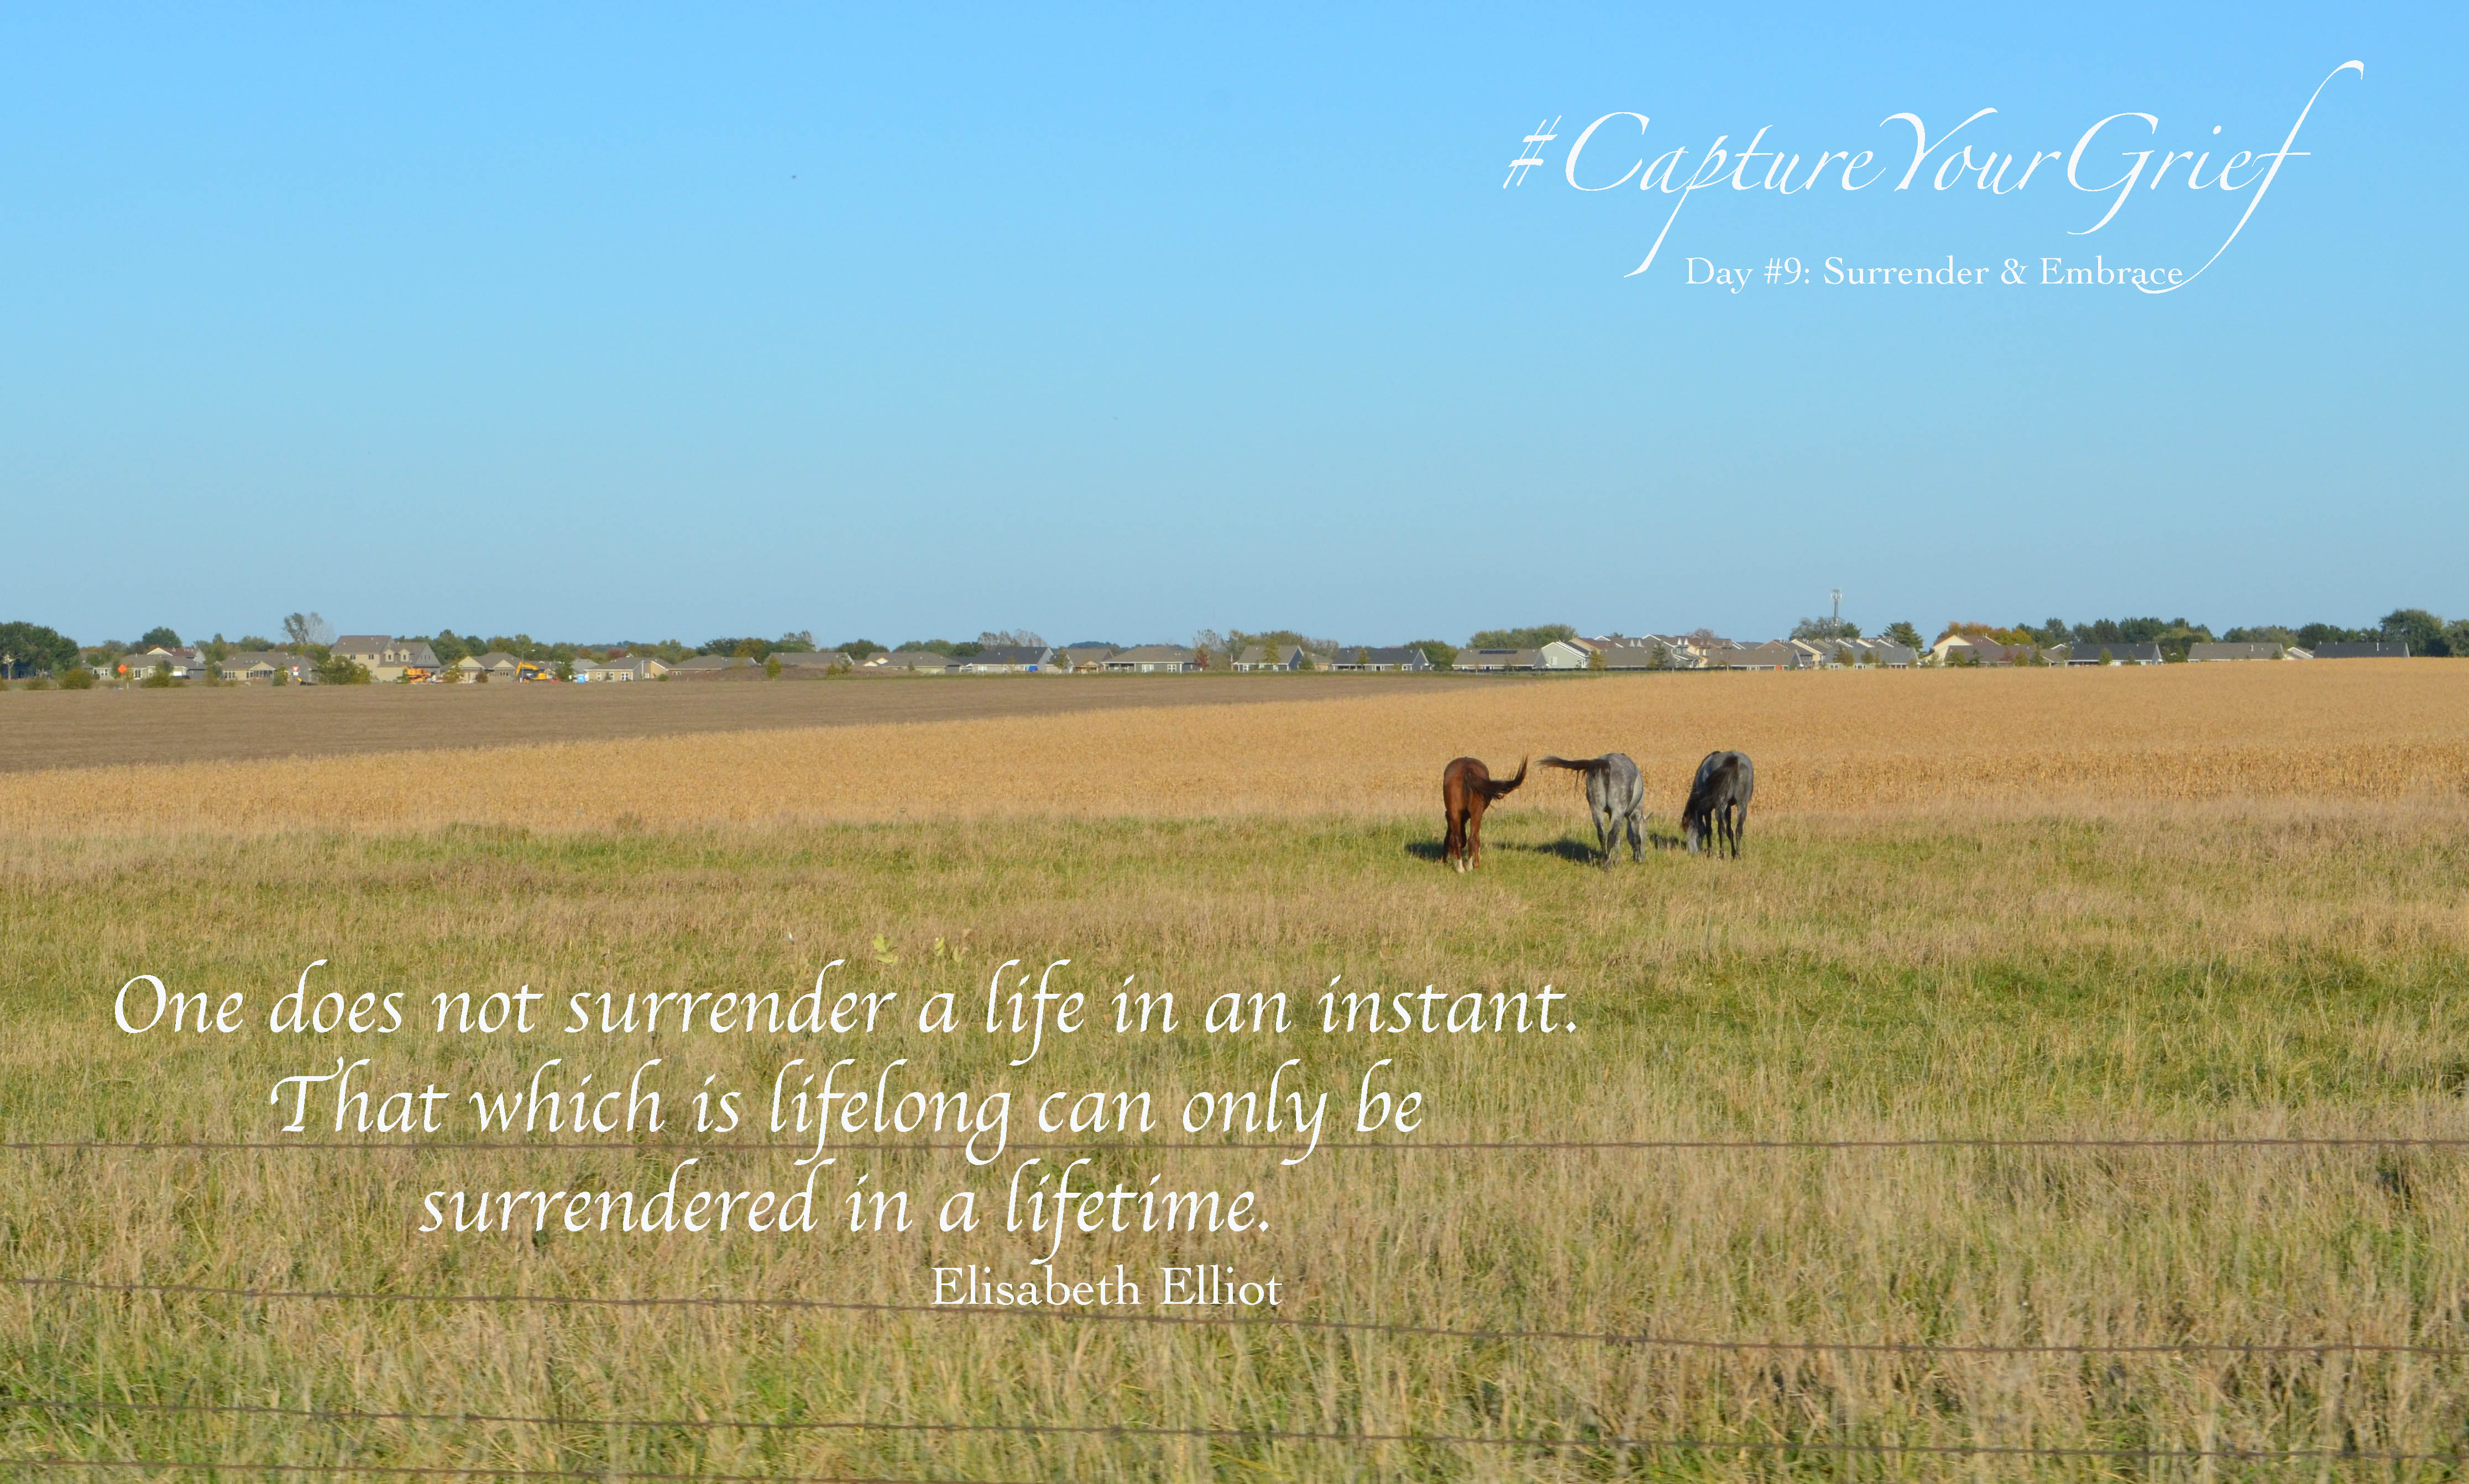 #CaptureYourGrief
Day #9: Surrender & Embrace
One does not surrender a life in an instant.
That which is lifelong can only be
surrendered in a lifetime.
Elisabeth Elliot